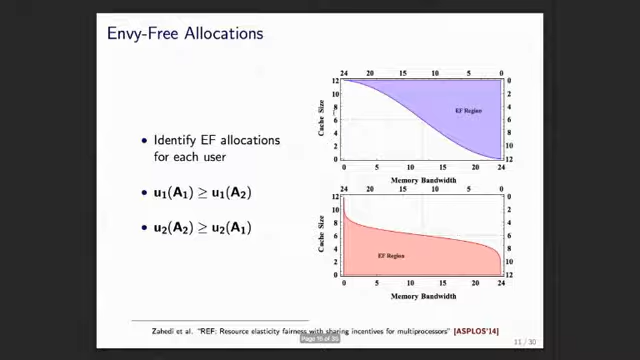 Envy-Free Allocations
• Identify EF allocations
for each user
• u₁(A₁) ≥ u₁(A₂)
• u₂(A₂) ≥ u₂(A₁)
24 20 15 10 5 0
12 10 8 6 4 2 0
Cache Size
EF Region
0 2 4 6 8 10 12
0 5 10 15 20 24
Memory Bandwidth
24 20 15 10 5 0
12 10 8 6 4 2 0
Cache Size
EF Region
0 2 4 6 8 10 12
0 5 10 15 20 24
Memory Bandwidth
Zahedi et al. "REF: Resource elasticity fairness with sharing incentives for multiprocessors" [ASPLOS'14]
11 / 30